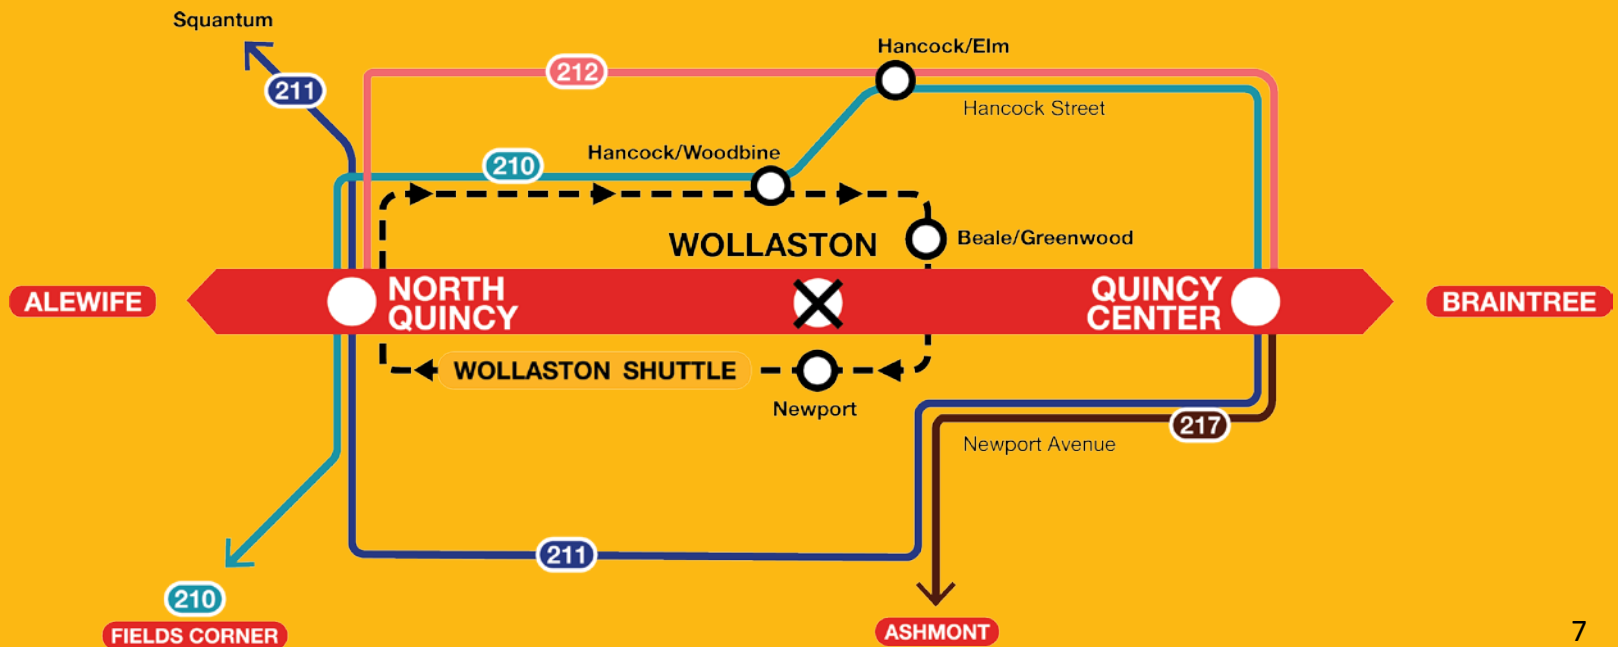 Squantum
Hancock/Elm
212
211
Hancock Street
Hancock/Woodbine
210
WOLLASTON
Beale/Greenwood
ALEWIFE
NORTH
QUINCY
QUINCY
CENTER
BRAINTREE
WOLLASTON SHUTTLE
Newport
217
Newport Avenue
211
210
FIELDS CORNER
ASHMONT
7